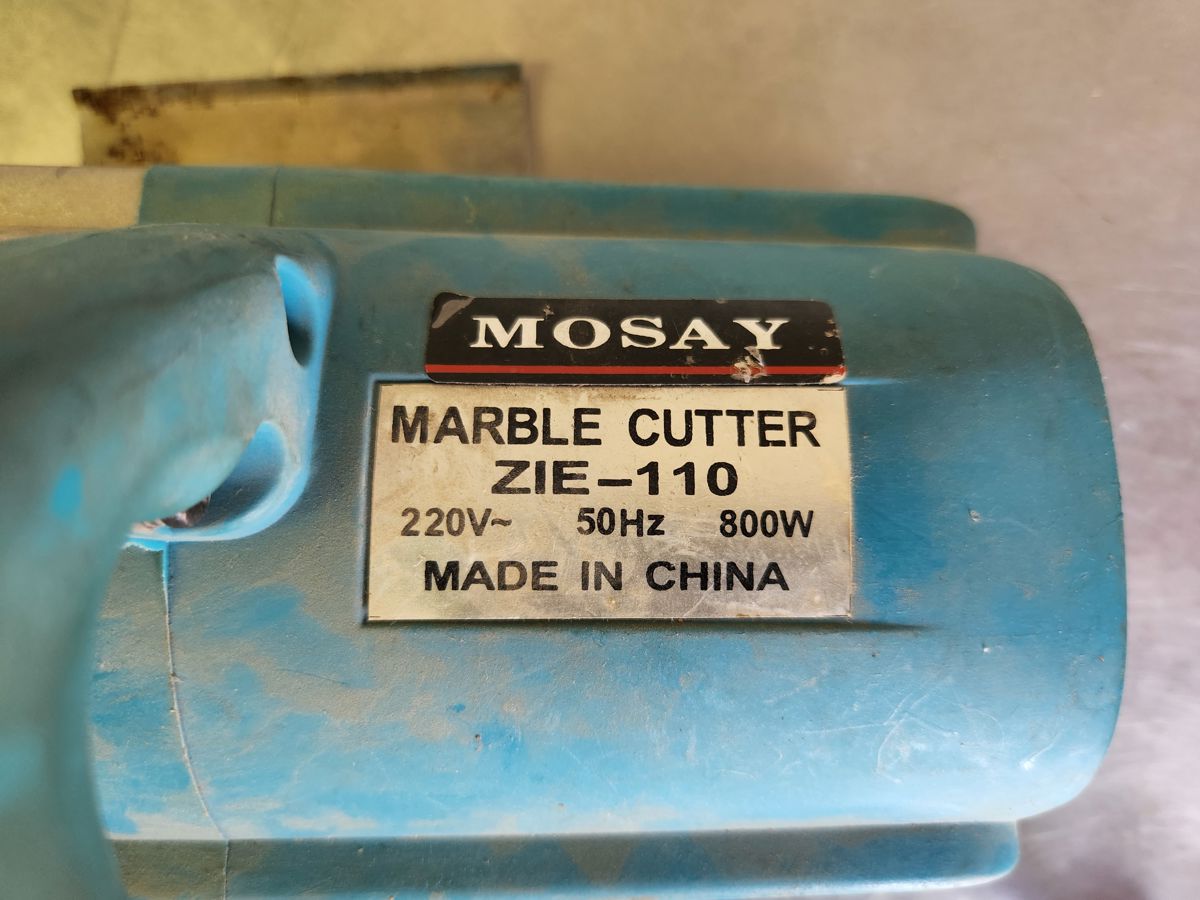 MOSAY
MARBLE CUTTER
ZIE-110
220V~ 50Hz 800W
MADE IN CHINA